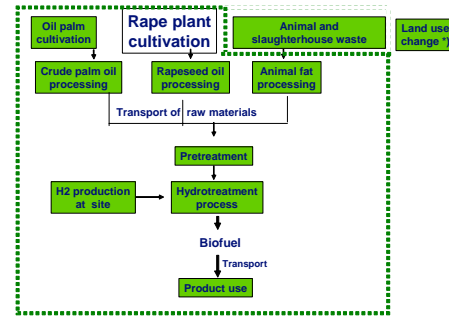 Oil palm
cultivation
Rape plant
cultivation
Animal and
slaughterhouse waste
Land use
change *)
Crude palm oil
processing
Rapeseed oil
processing
Animal fat
processing
Transport of raw materials
Pretreatment
H2 production
at site
Hydrotreatment
process
Biofuel
Transport
Product use